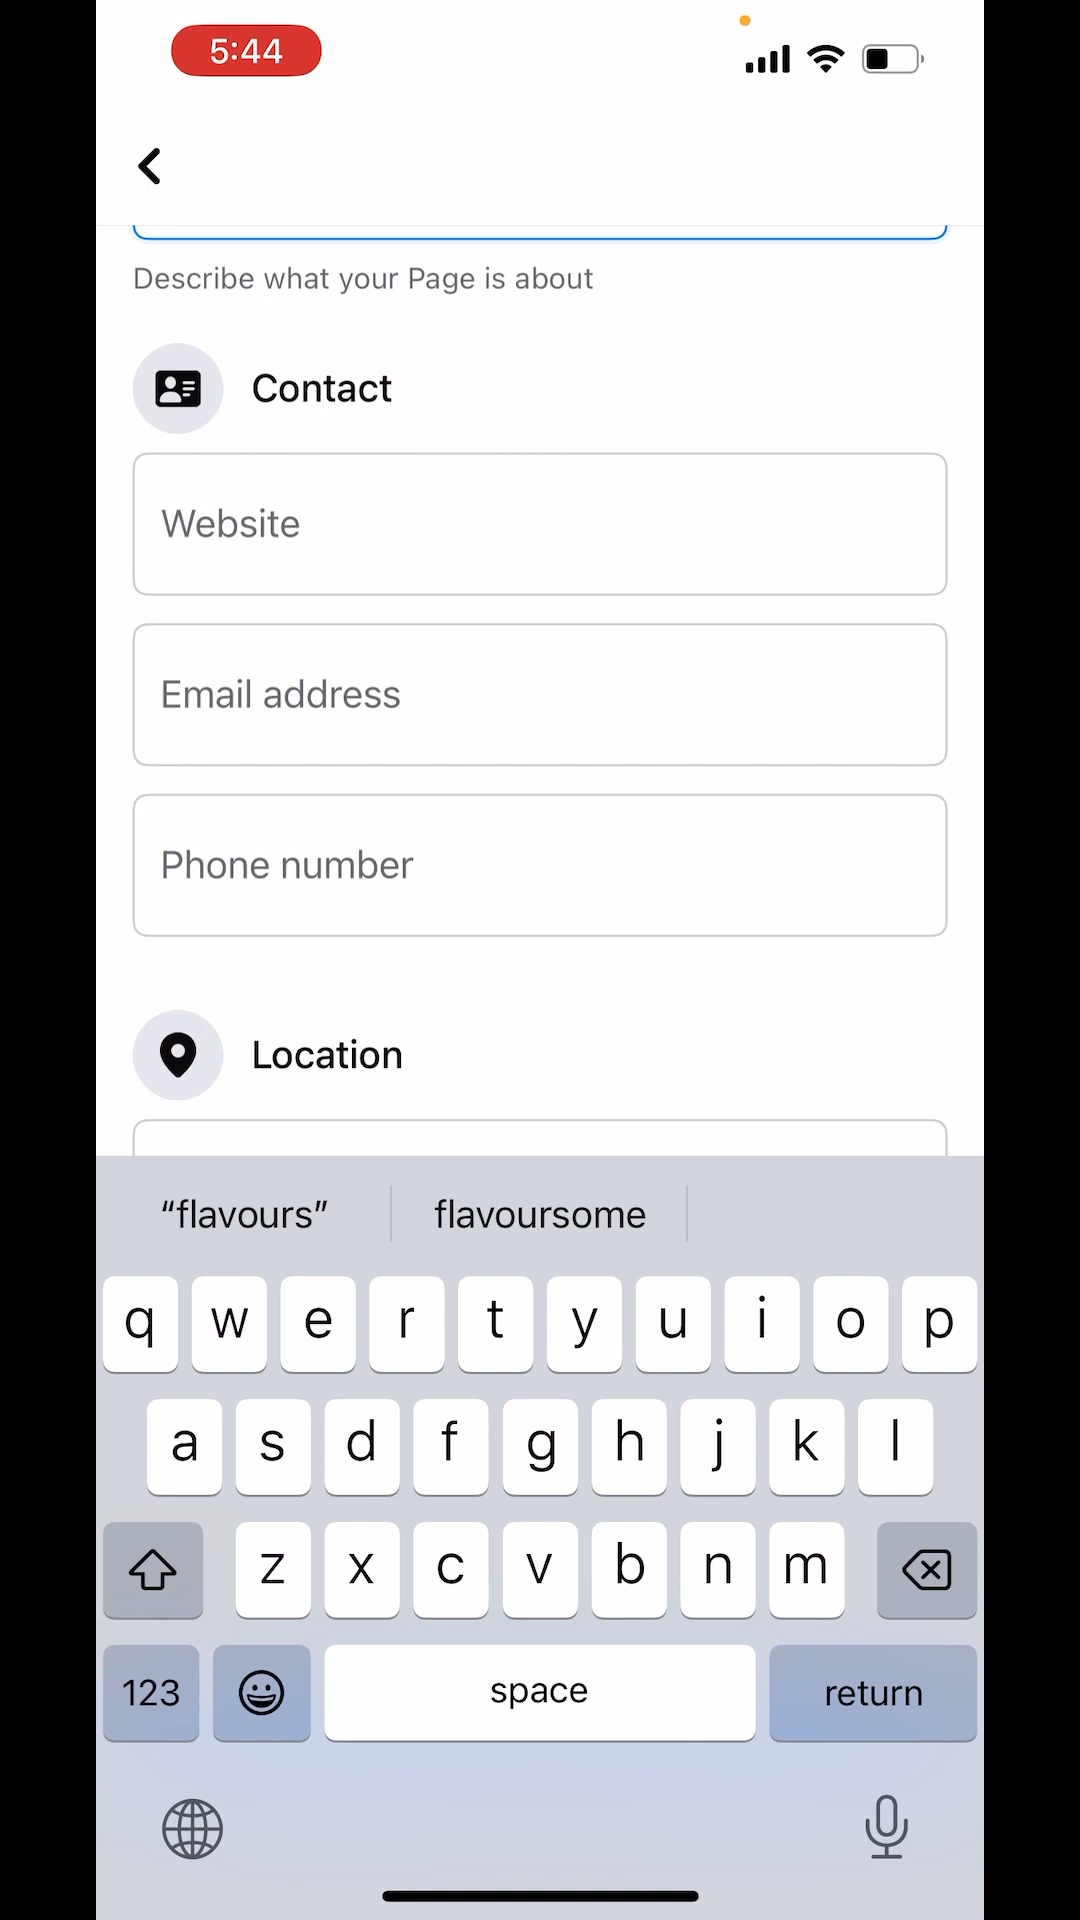 5:44
Describe what your Page is about
Contact
Website
Email address
Phone number
Location
“flavours” flavoursome
q w e r t y u i o p
a s d f g h j k l
z x c v b n m
123 space return